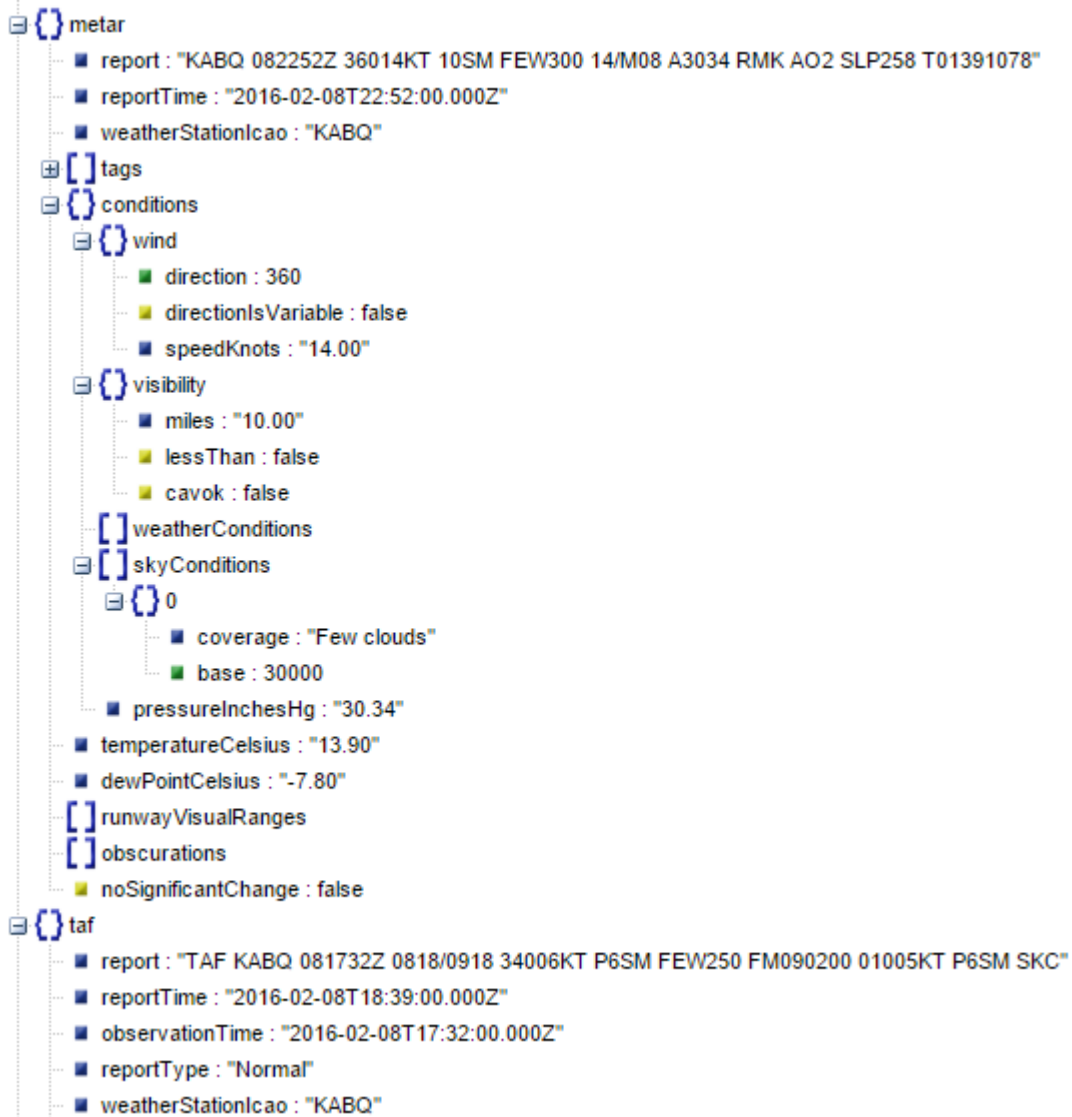 metar
report : "KABQ 082252Z 36014KT 10SM FEW300 14/M08 A3034 RMK AO2 SLP258 T01391078"
reportTime : "2016-02-08T22:52:00.000Z"
weatherStationIcao : "KABQ"
tags
conditions
wind
direction : 360
directionIsVariable : false
speedKnots : "14.00"
visibility
miles : "10.00"
lessThan : false
cavok : false
weatherConditions
skyConditions
0
coverage : "Few clouds"
base : 30000
pressureInchesHg : "30.34"
temperatureCelsius : "13.90"
dewPointCelsius : "-7.80"
runwayVisualRanges
obscurations
noSignificantChange : false
taf
report : "TAF KABQ 081732Z 0818/0918 34006KT P6SM FEW250 FM090200 01005KT P6SM SKC"
reportTime : "2016-02-08T18:39:00.000Z"
observationTime : "2016-02-08T17:32:00.000Z"
reportType : "Normal"
weatherStationIcao : "KABQ"